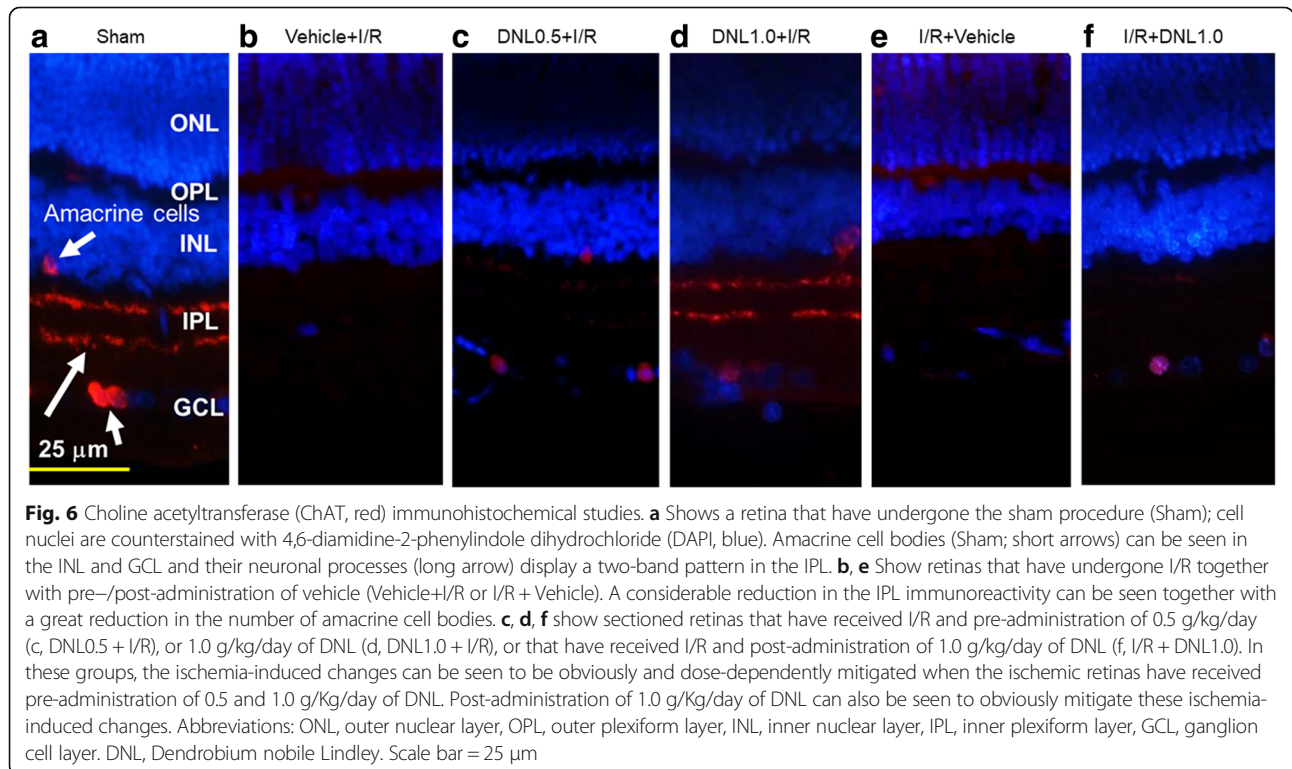 a Sham b Vehicle+I/R c DNL0.5+I/R d DNL1.0+I/R e I/R+Vehicle f I/R+DNL1.0
ONL
OPL
Amacrine cells
INL
IPL
GCL
25 μm
Fig. 6 Choline acetyltransferase (ChAT, red) immunohistochemical studies. a Shows a retina that have undergone the sham procedure (Sham); cell
nuclei are counterstained with 4,6-diamidine-2-phenylindole dihydrochloride (DAPI, blue). Amacrine cell bodies (Sham; short arrows) can be seen in
the INL and GCL and their neuronal processes (long arrow) display a two-band pattern in the IPL. b, e Show retinas that have undergone I/R together
with pre–/post-administration of vehicle (Vehicle+I/R or I/R + Vehicle). A considerable reduction in the IPL immunoreactivity can be seen together with
a great reduction in the number of amacrine cell bodies. c, d, f show sectioned retinas that have received I/R and pre-administration of 0.5 g/kg/day
(c, DNL0.5 + I/R), or 1.0 g/kg/day of DNL (d, DNL1.0 + I/R), or that have received I/R and post-administration of 1.0 g/kg/day of DNL (f, I/R + DNL1.0). In
these groups, the ischemia-induced changes can be seen to be obviously and dose-dependently mitigated when the ischemic retinas have received
pre-administration of 0.5 and 1.0 g/Kg/day of DNL. Post-administration of 1.0 g/Kg/day of DNL can also be seen to obviously mitigate these ischemia-
induced changes. Abbreviations: ONL, outer nuclear layer, OPL, outer plexiform layer, INL, inner nuclear layer, IPL, inner plexiform layer, GCL, ganglion
cell layer. DNL, Dendrobium nobile Lindley. Scale bar = 25 μm